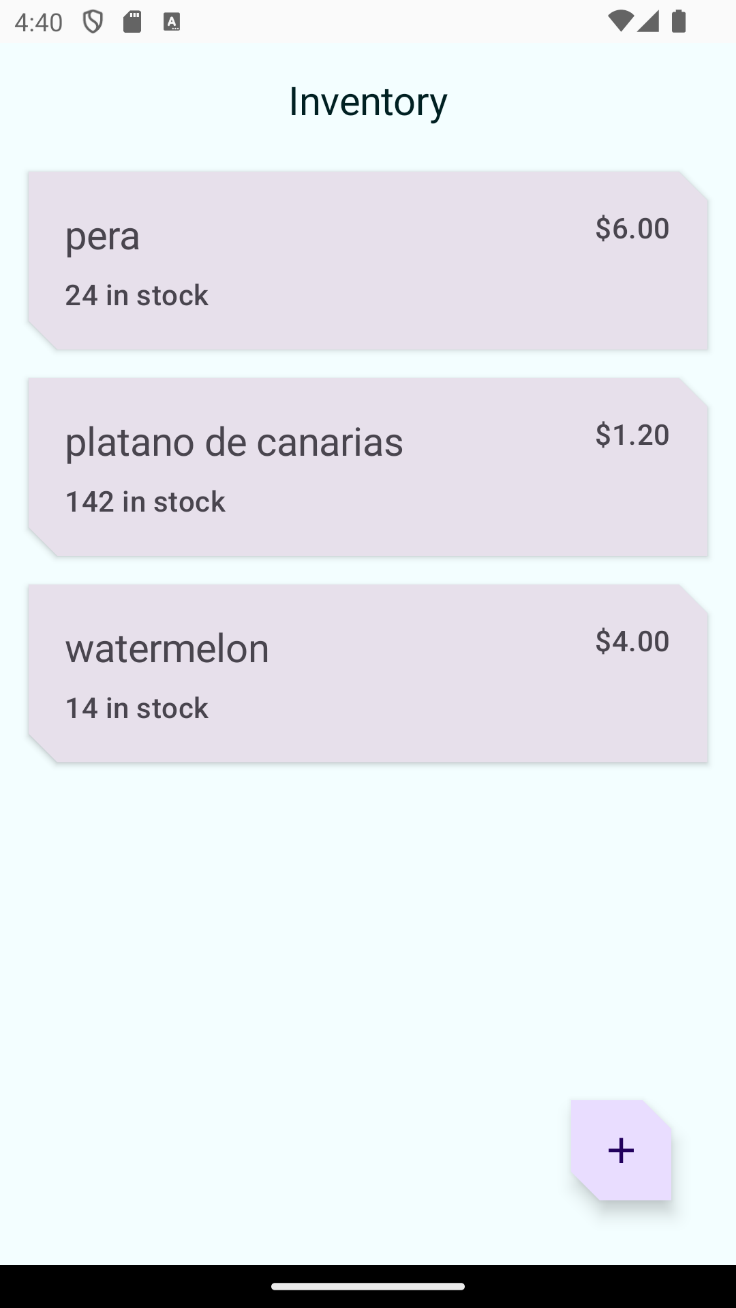 4:40
Inventory
pera
$6.00
24 in stock
platano de canarias
$1.20
142 in stock
watermelon
$4.00
14 in stock
+